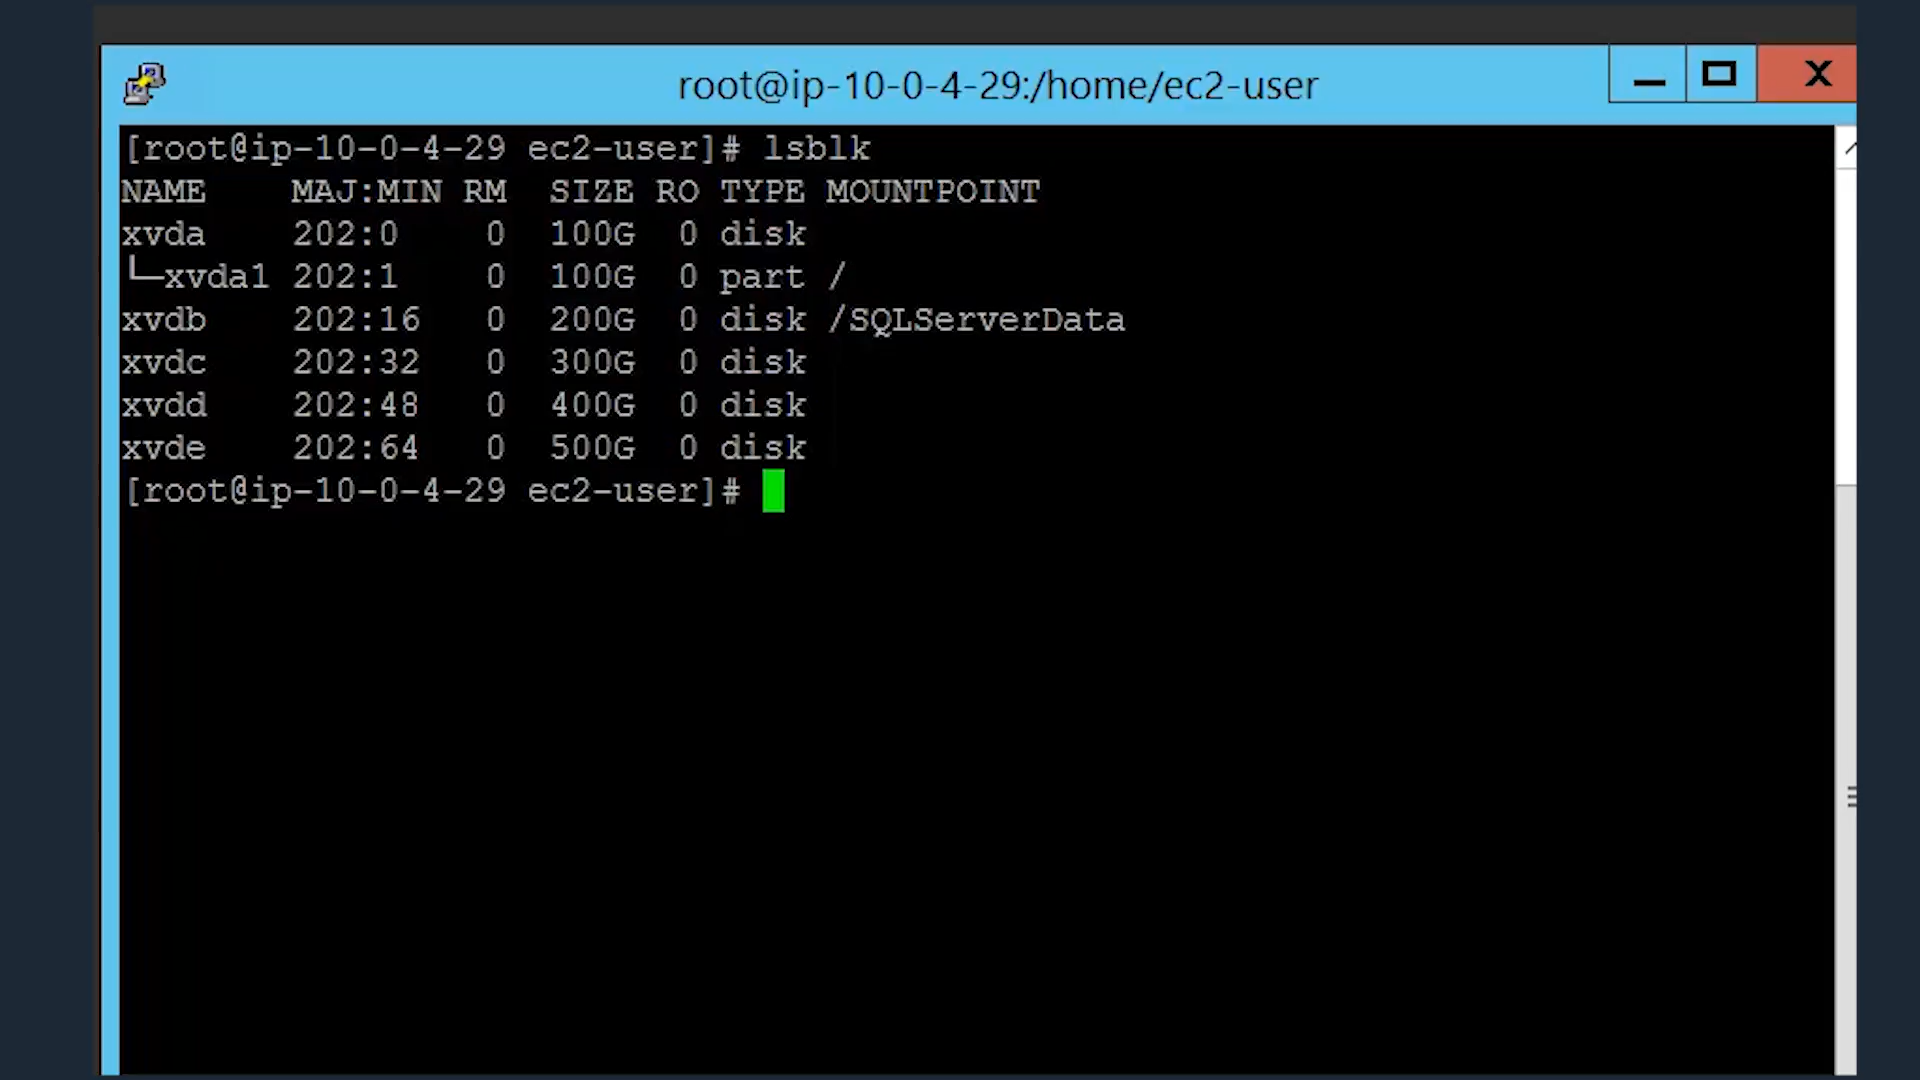 root@ip-10-0-4-29:/home/ec2-user
[root@ip-10-0-4-29 ec2-user]# lsblk
NAME    MAJ:MIN RM  SIZE RO TYPE MOUNTPOINT
xvda    202:0    0  100G  0 disk
└─xvda1 202:1    0  100G  0 part /
xvdb    202:16   0  200G  0 disk /SQLServerData
xvdc    202:32   0  300G  0 disk
xvdd    202:48   0  400G  0 disk
xvde    202:64   0  500G  0 disk
[root@ip-10-0-4-29 ec2-user]#